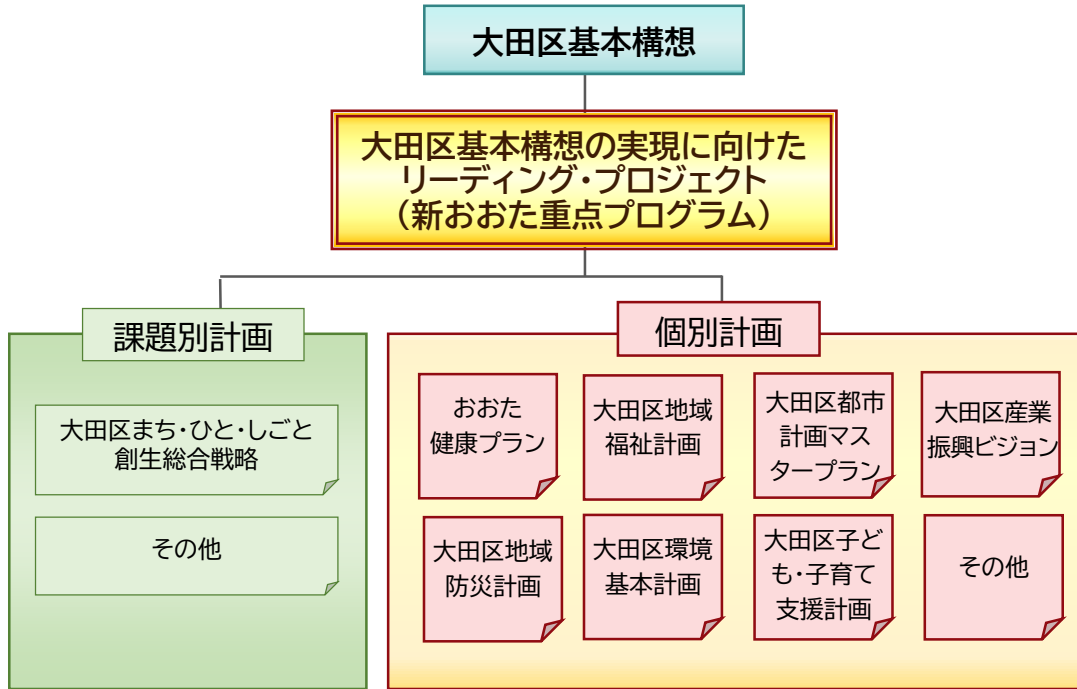 大田区基本構想
大田区基本構想の実現に向けた
リーディング・プロジェクト
（新おおた重点プログラム）
課題別計画
大田区まち・ひと・しごと
創生総合戦略
その他
個別計画
おおた
健康プラン
大田区地域
福祉計画
大田区都市
計画マス
タープラン
大田区産業
振興ビジョン
大田区地域
防災計画
大田区環境
基本計画
大田区子ど
も・子育て
支援計画
その他